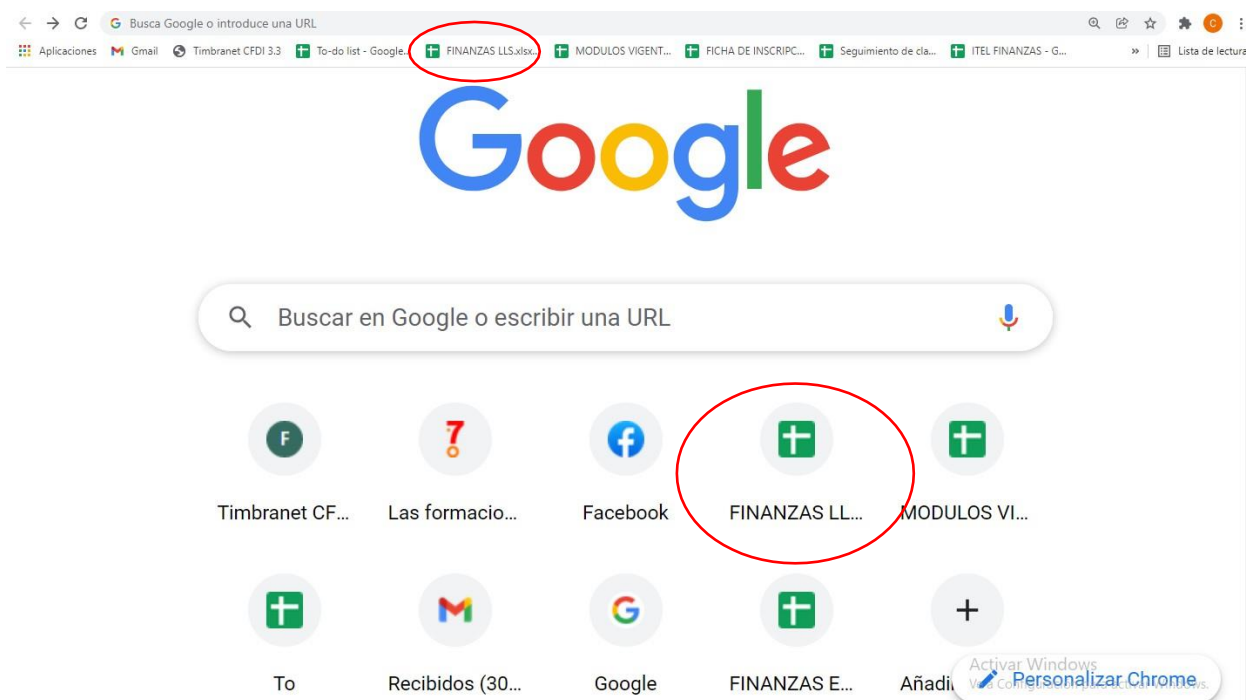 Busca Google o introduce una URL
C
Aplicaciones Gmail Timbranet CFDI 3.3 To-do list - Google... FINANZAS LLS.xlsx... MODULOS VIGENT... FICHA DE INSCRIPC... Seguimiento de cla... ITEL FINANZAS - G... » Lista de lectura
Google
Buscar en Google o escribir una URL
F
Timbranet CF... Las formacio... Facebook FINANZAS LL... MODULOS VI...
To Recibidos (30... Google FINANZAS E... Añadi
Activar Windows
Personalizar Chrome